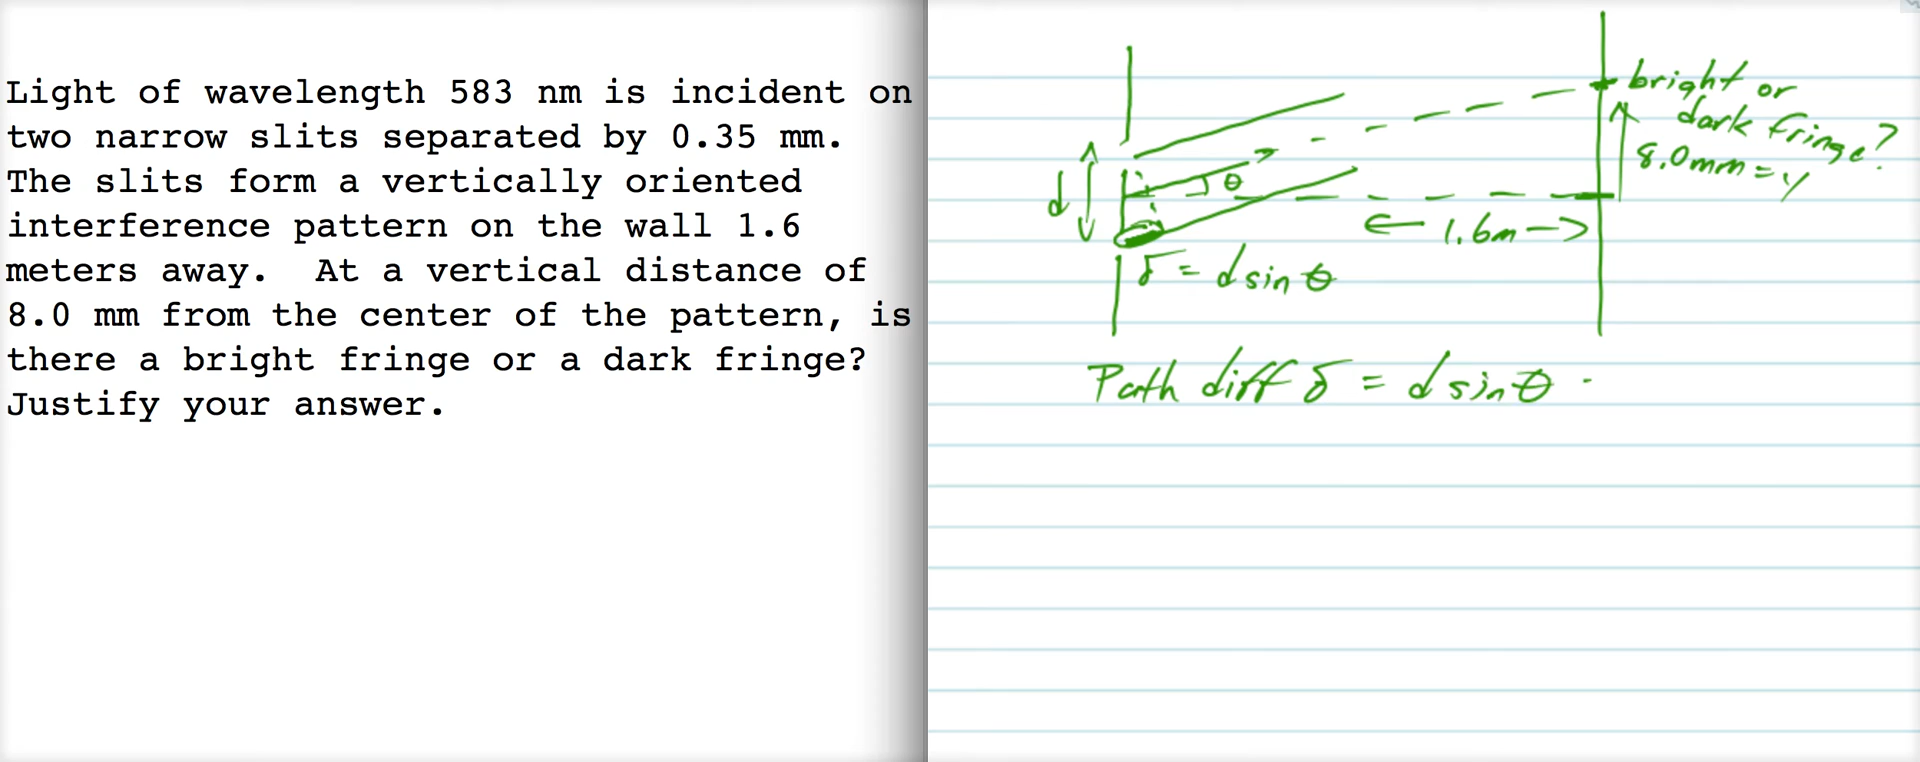 Light of wavelength 583 nm is incident on
two narrow slits separated by 0.35 mm.
The slits form a vertically oriented
interference pattern on the wall 1.6
meters away.  At a vertical distance of
8.0 mm from the center of the pattern, is
there a bright fringe or a dark fringe?
Justify your answer.
bright or
dark fringe?
8.0mm = y
d
θ
1.6m
δ = d sin θ
Path diff δ = d sin θ